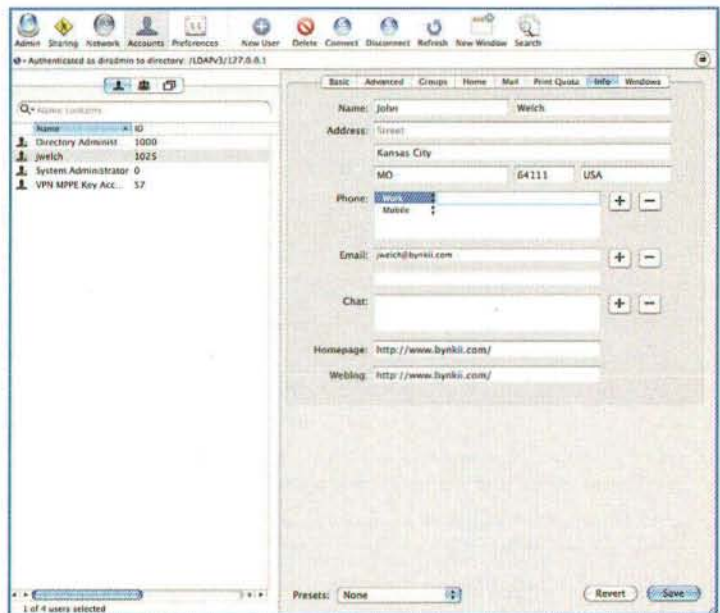 Admin Sharing Network Accounts Preferences New User Delete Connect Disconnect Refresh New Window Search
Authenticated as diradmin to directory: /LDAPv3/127.0.0.1
Basic Advanced Groups Home Mail Print Quota Info Windows
Name contains
Name ID
Directory Administ 1000
jwelch 1025
System Administrator 0
VPN MPPE Key Acc... 57
Name: John Welch
Address: Street
Kansas City
MO 64111 USA
Phone: Work
Mobile
Email: jwelch@bynkii.com
Chat:
Homepage: http://www.bynkii.com/
Weblog: http://www.bynkii.com/
Presets: None Revert Save
1 of 4 users selected